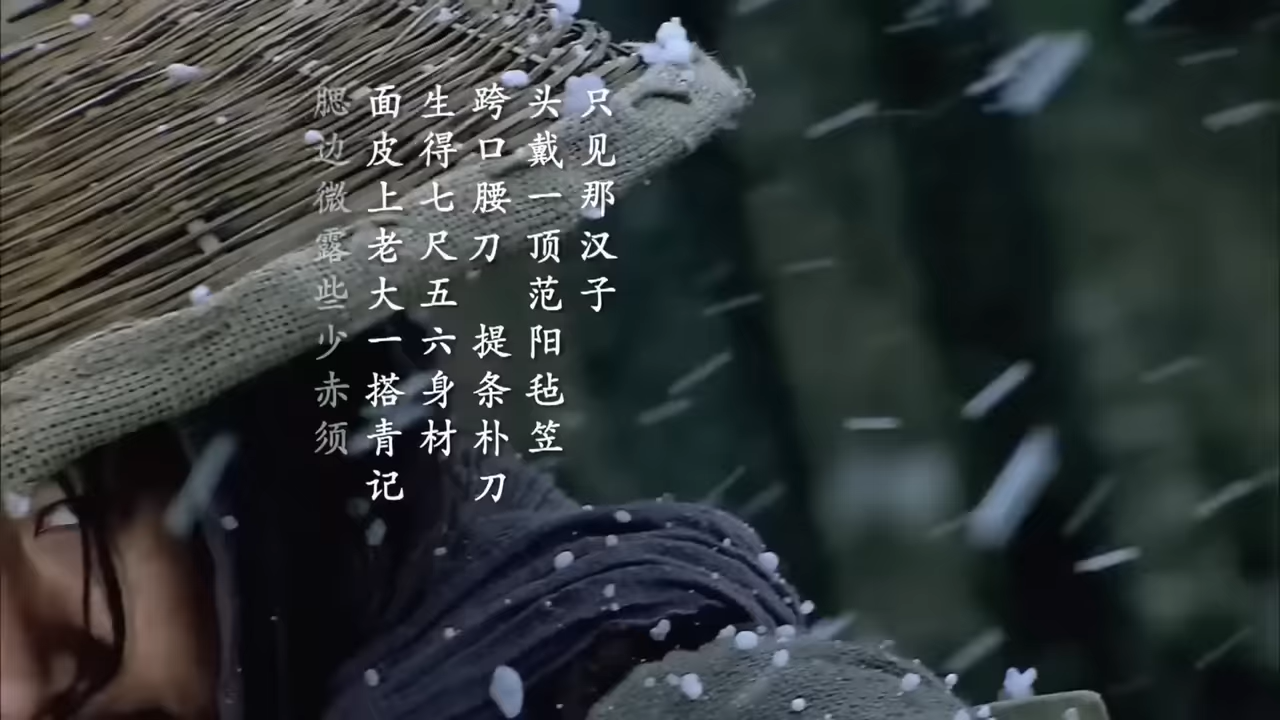 只见那汉子
头戴一顶范阳毡笠
跨口腰刀 提条朴刀
生得七尺五六身材
面皮上老大一搭青记
腮边微露些少赤须